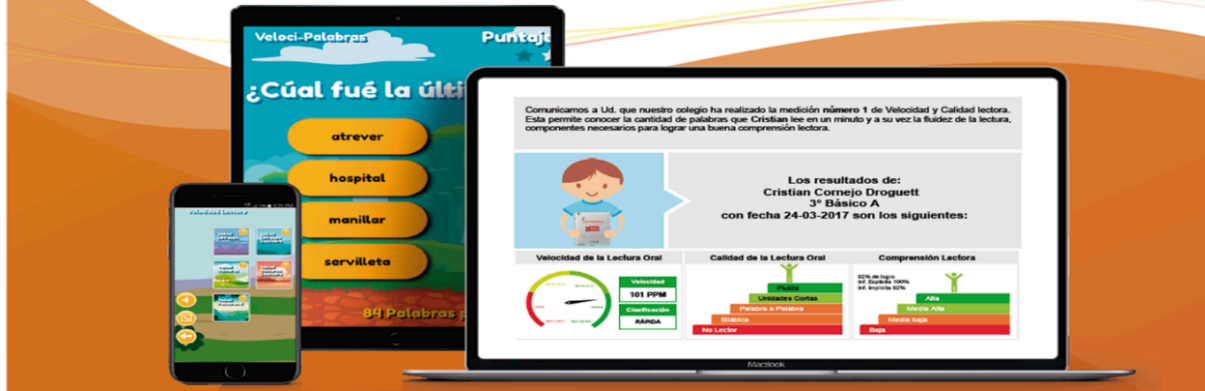 Veloci-Palabras
Puntaje
¿Cúal fué la últi
atrever
hospital
manillar
servilleta
84 Palabras p
Velocidad Lectora
Comunicamos a Ud. que nuestro colegio ha realizado la medición número 1 de Velocidad y Calidad lectora.
Esta permite conocer la cantidad de palabras que Cristian lee en un minuto y a su vez la fluidez de la lectura,
componentes necesarios para lograr una buena comprensión lectora.
Los resultados de:
Cristian Cornejo Droguett
3º Básico A
con fecha 24-03-2017 son los siguientes:
Velocidad de la Lectura Oral
Velocidad
101 PPM
Clasificación
RÁPIDA
Calidad de la Lectura Oral
Fluida
Unidades Cortas
Palabra a Palabra
Silábica
No Lector
Comprensión Lectora
92% de logro
Inf. Explícita 100%
Inf. Implícita 82%
Alta
Media Alta
Media baja
Baja
MacBook